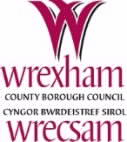 wrexham
COUNTY BOROUGH COUNCIL
CYNGOR BWRDEISTREF SIROL
wrecsam